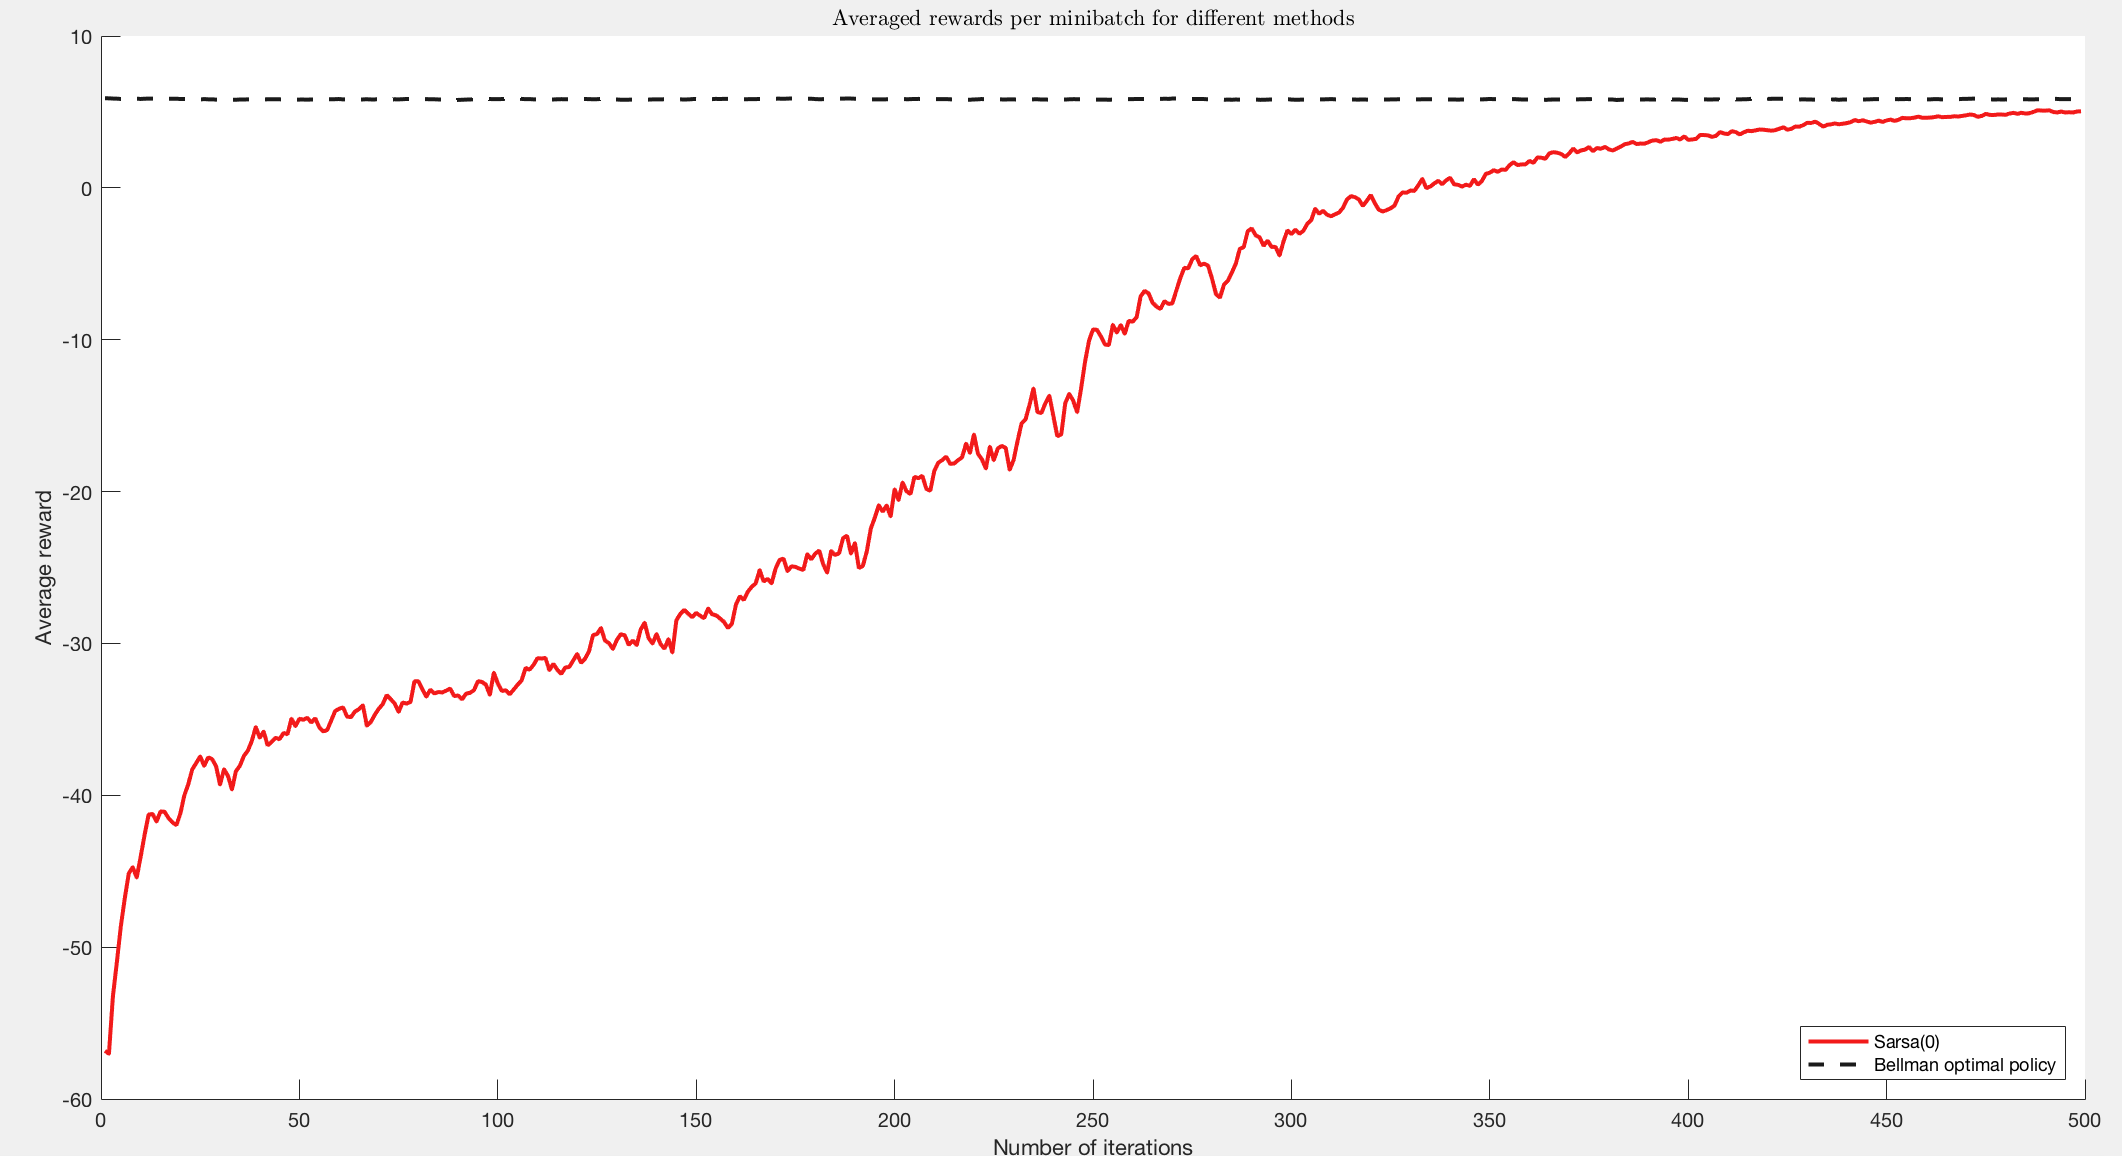 Averaged rewards per minibatch for different methods
10
0
-10
-20
-30
-40
-50
-60
Average reward
0 50 100 150 200 250 300 350 400 450 500
Number of iterations
Sarsa(0)
Bellman optimal policy